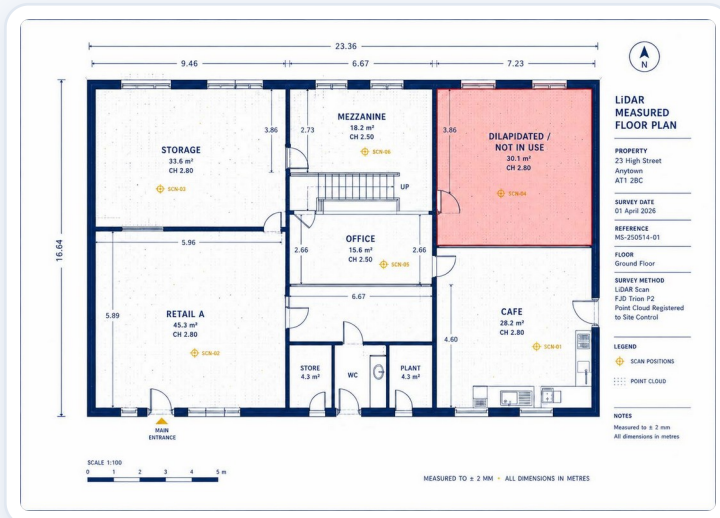 23.36
9.46
6.67
7.23
N
16.64
STORAGE
33.6 m²
CH 2.80
SCN-03
3.86
2.73
MEZZANINE
18.2 m²
CH 2.50
SCN-06
UP
3.86
DILAPIDATED /
NOT IN USE
30.1 m²
CH 2.80
SCN-04
5.96
5.89
RETAIL A
45.3 m²
CH 2.80
SCN-02
2.66
OFFICE
15.6 m²
CH 2.50
2.66
SCN-05
6.67
STORE
4.3 m²
WC
PLANT
4.3 m²
4.60
CAFE
28.2 m²
CH 2.80
SCN-01
MAIN
ENTRANCE
SCALE 1:100
0 1 2 3 4 5 m
MEASURED TO ± 2 MM • ALL DIMENSIONS IN METRES
LiDAR
MEASURED
FLOOR PLAN
PROPERTY
23 High Street
Anytown
AT1 2BC
SURVEY DATE
01 April 2026
REFERENCE
MS-250514-01
FLOOR
Ground Floor
SURVEY METHOD
LiDAR Scan
FJD Trion P2
Point Cloud Registered
to Site Control
LEGEND
SCAN POSITIONS
POINT CLOUD
NOTES
Measured to ± 2 mm
All dimensions in metres